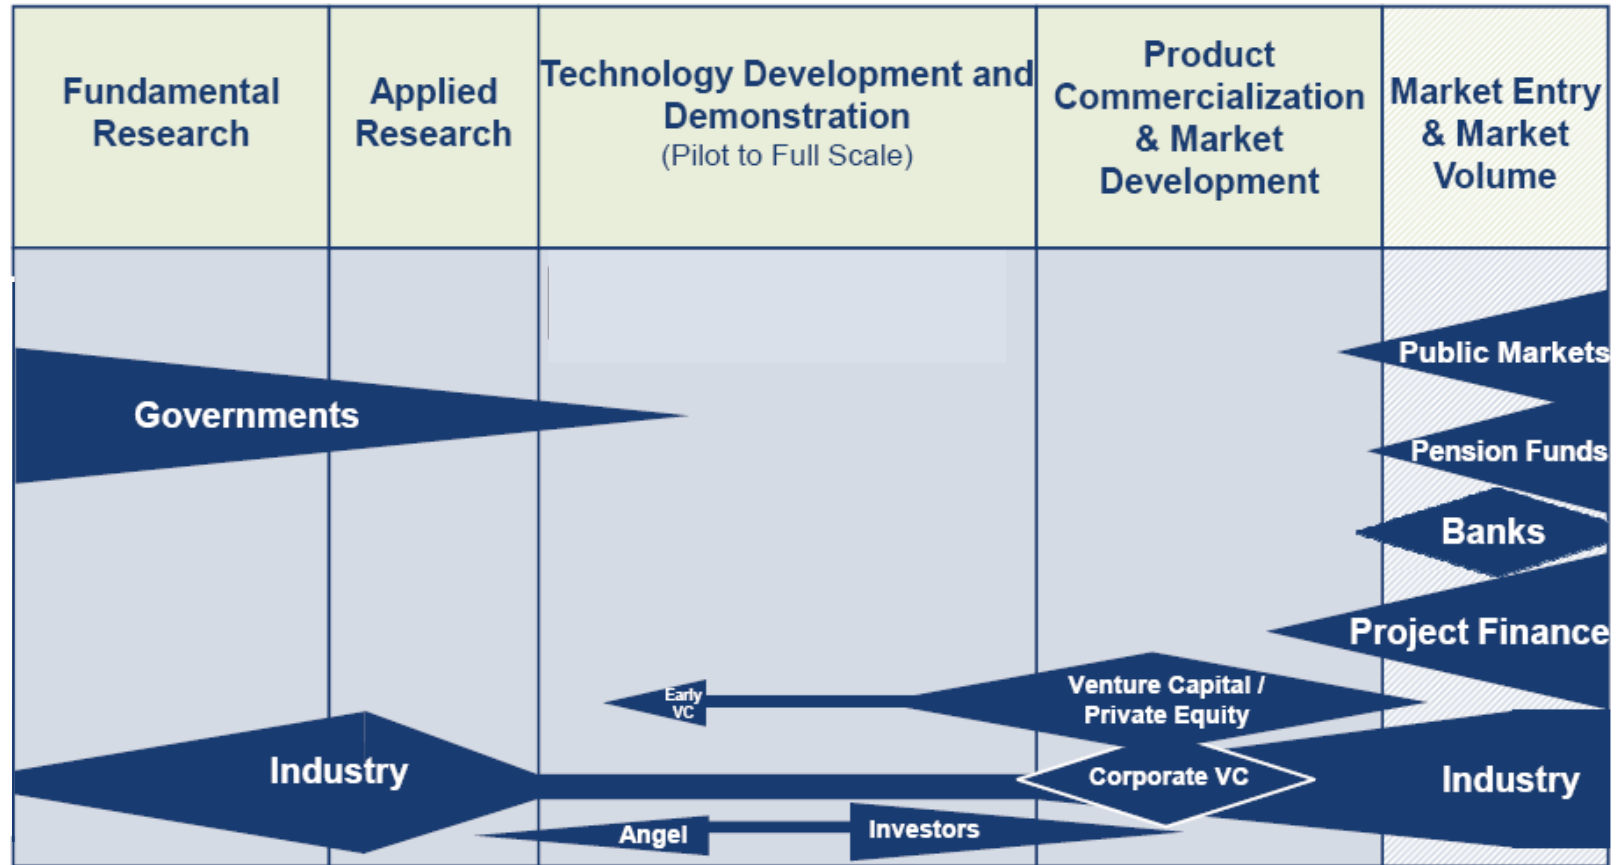 Fundamental
Research
Applied
Research
Technology Development and
Demonstration
(Pilot to Full Scale)
Product
Commercialization
& Market
Development
Market Entry
& Market
Volume
Public Markets
Governments
Pension Funds
Banks
Project Finance
Early
VC
Venture Capital /
Private Equity
Industry
Corporate VC
Industry
Angel
Investors